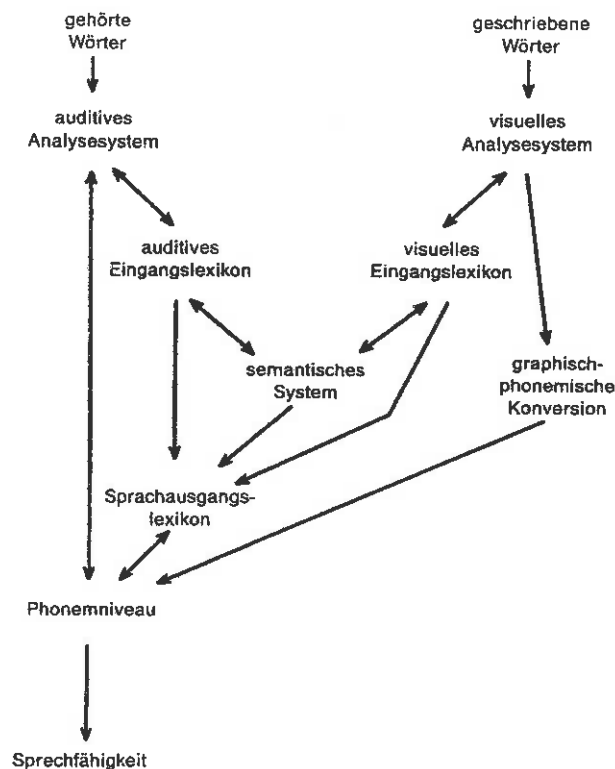 gehörte
Wörter
geschriebene
Wörter
auditives
Analysesystem
visuelles
Analysesystem
auditives
Eingangslexikon
visuelles
Eingangslexikon
semantisches
System
graphisch-
phonemische
Konversion
Sprachausgangs-
lexikon
Phonemniveau
Sprechfähigkeit